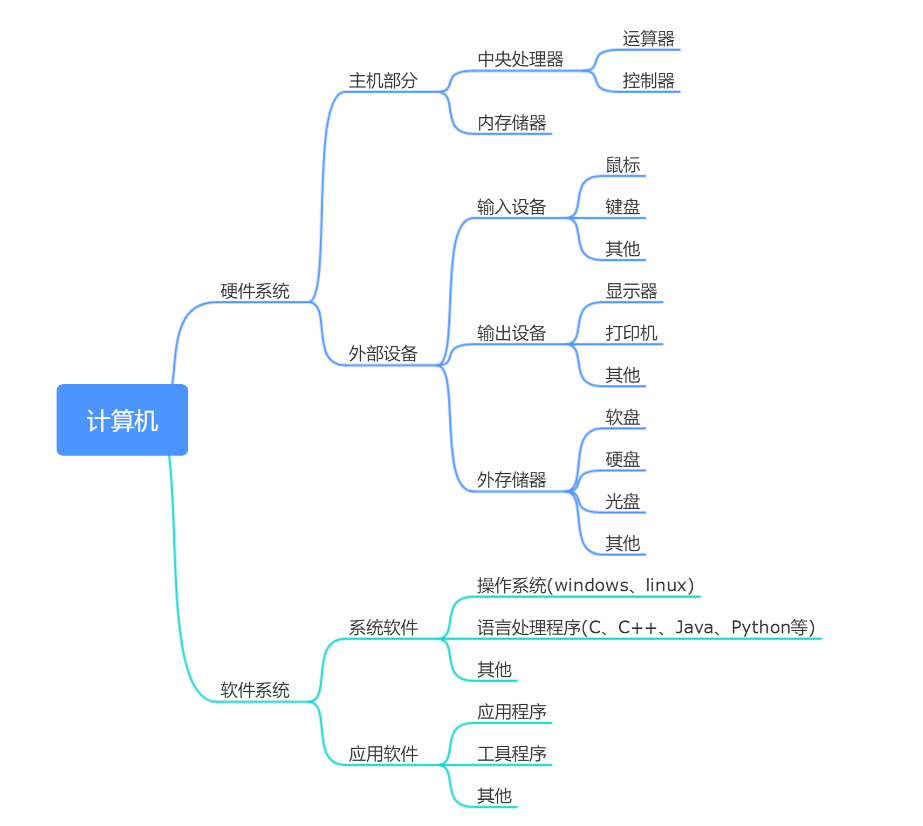 计算机
硬件系统
主机部分
中央处理器
运算器
控制器
内存储器
外部设备
输入设备
鼠标
键盘
其他
输出设备
显示器
打印机
其他
外存储器
软盘
硬盘
光盘
其他
软件系统
系统软件
操作系统(windows、linux)
语言处理程序(C、C++、Java、Python等)
其他
应用软件
应用程序
工具程序
其他